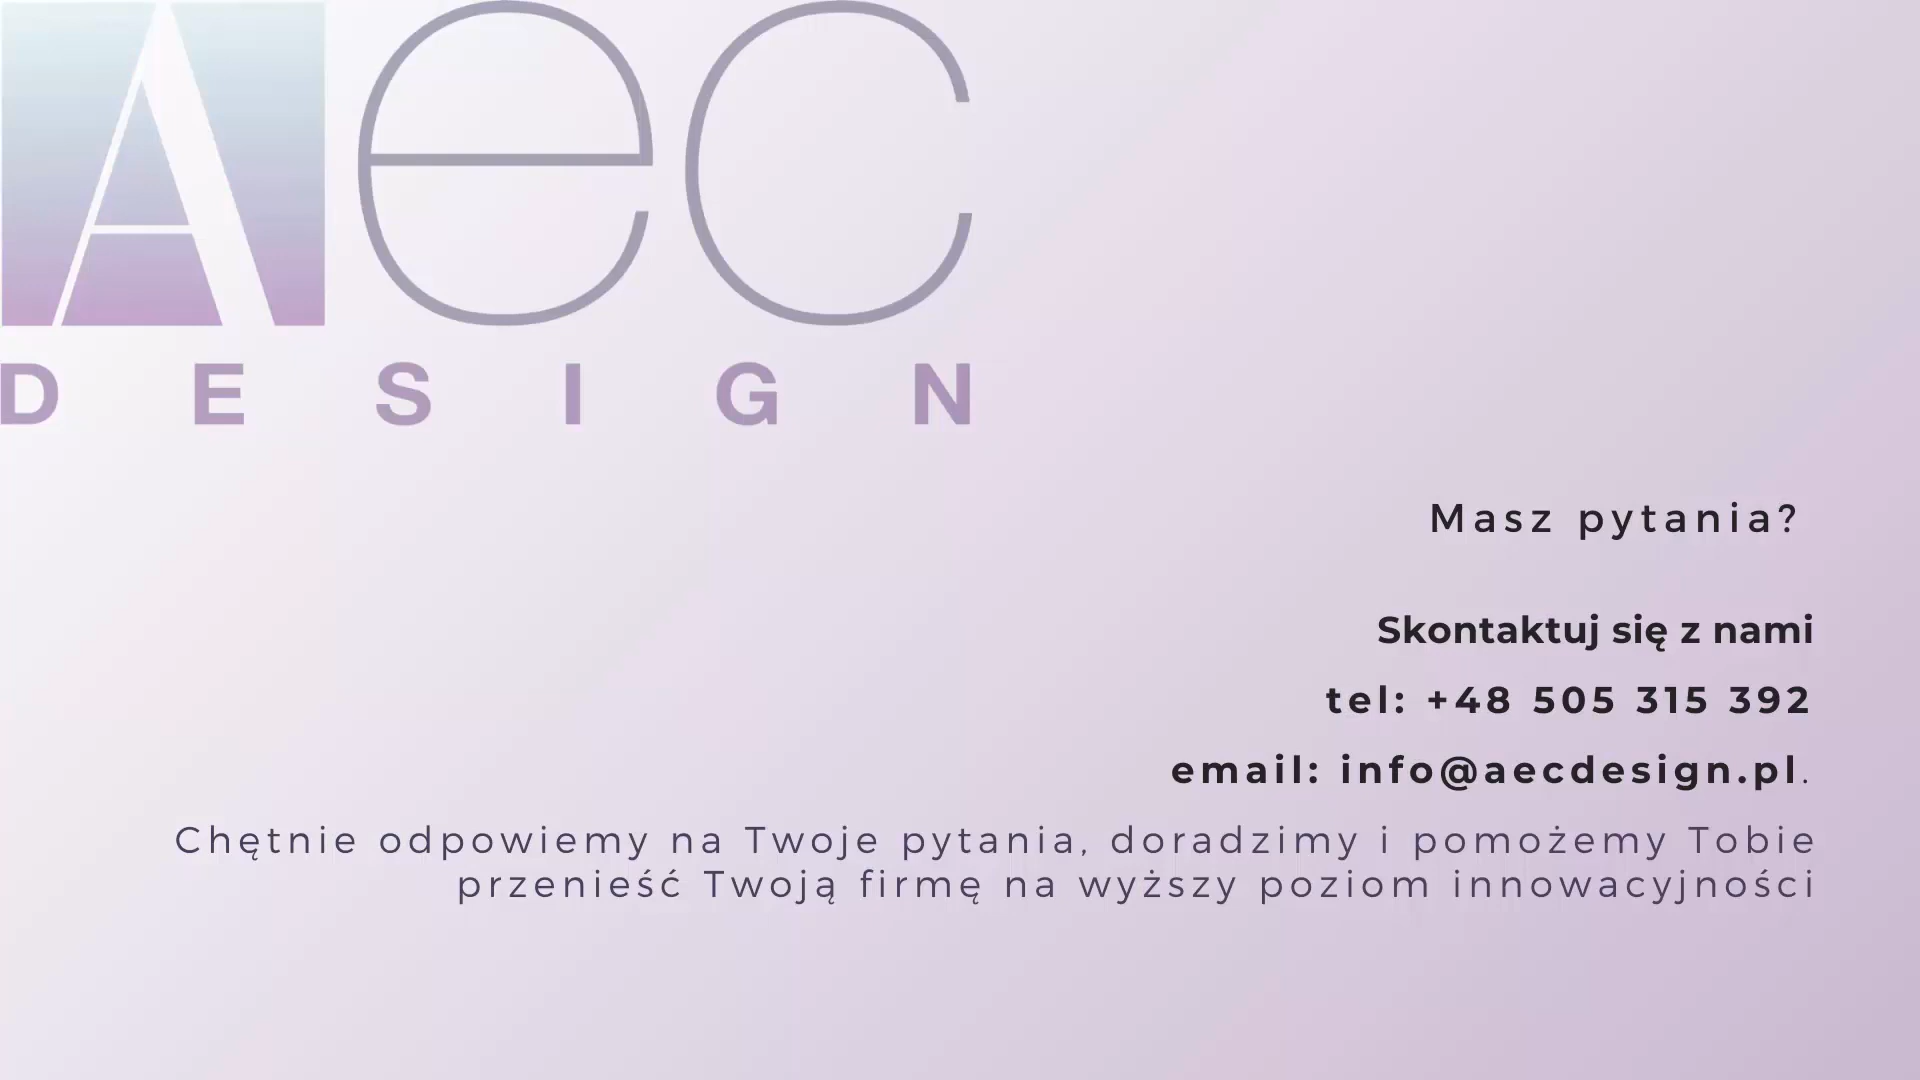 Aec
DESIGN
Masz pytania?
Skontaktuj się z nami
tel: +48 505 315 392
email: info@aecdesign.pl.
Chętnie odpowiemy na Twoje pytania, doradzimy i pomożemy Tobie
przenieść Twoją firmę na wyższy poziom innowacyjności